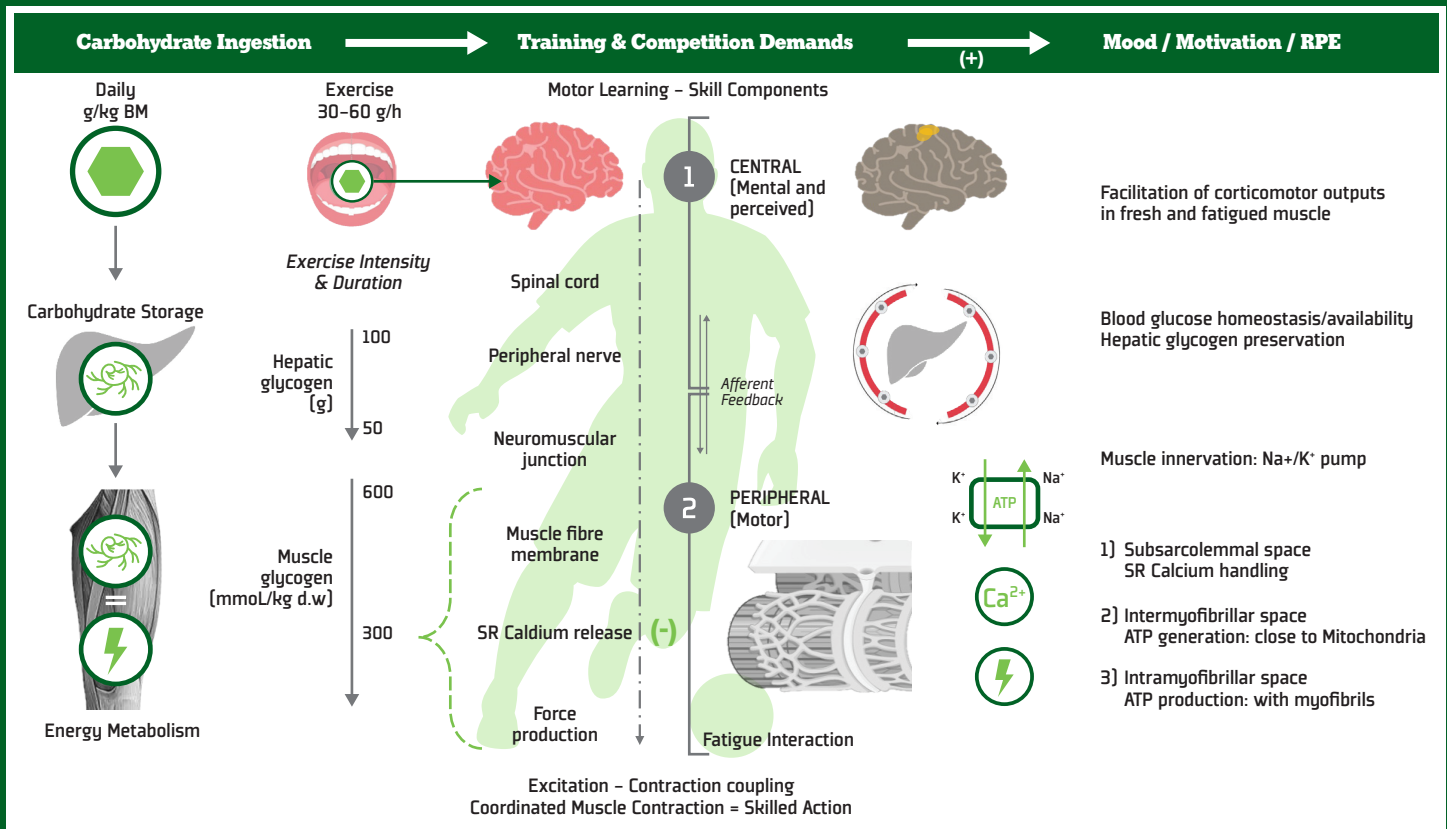 Carbohydrate Ingestion
Training & Competition Demands
(+)
Mood / Motivation / RPE
Daily
g/kg BM
Exercise
30–60 g/h
Motor Learning – Skill Components
1
CENTRAL
(Mental and
perceived)
Facilitation of corticomotor outputs
in fresh and fatigued muscle
Exercise Intensity
& Duration
Spinal cord
Carbohydrate Storage
Blood glucose homeostasis/availability
Hepatic glycogen preservation
100
Hepatic
glycogen
(g)
50
Peripheral nerve
Afferent
Feedback
Neuromuscular
junction
Muscle innervation: Na+/K⁺ pump
K⁺
Na⁺
ATP
K⁺
Na⁺
600
Muscle
glycogen
(mmoL/kg d.w)
300
2
PERIPHERAL
(Motor)
Muscle fibre
membrane
1) Subsarcolemmal space
SR Calcium handling
Ca²⁺
=
SR Caldium release
(-)
2) Intermyofibrillar space
ATP generation: close to Mitochondria
3) Intramyofibrillar space
ATP production: with myofibrils
Energy Metabolism
Force
production
Fatigue Interaction
Excitation – Contraction coupling
Coordinated Muscle Contraction = Skilled Action